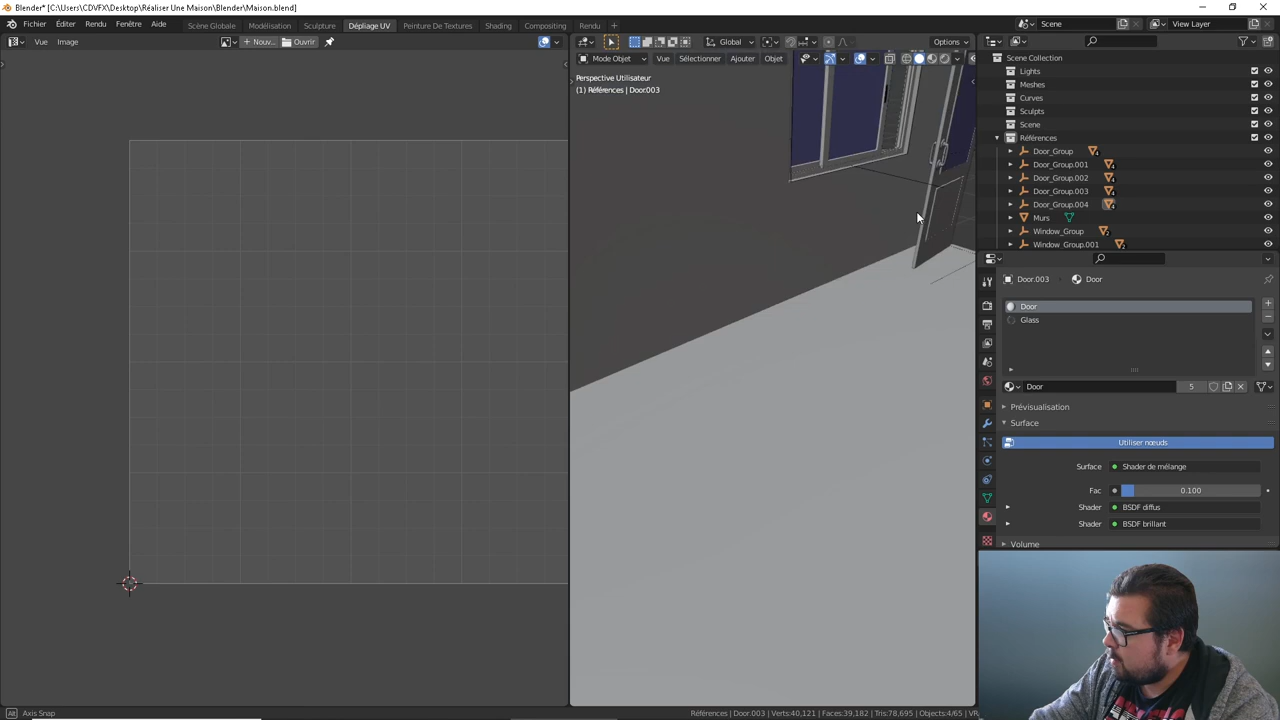 Blender* [C:\Users\CDVFX\Desktop\Réaliser Une Maison\Blender\Maison.blend]
Fichier Éditer Rendu Fenêtre Aide
Scène Globale Modélisation Sculpture Dépliage UV Peinture De Textures Shading Animation Compositing Rendu +
Scene
View Layer
Vue Image
Nouv...
Ouvrir
Global
Options
Mode Objet Vue Sélectionner Ajouter Objet
Perspective Utilisateur
(1) Références | Door.003
Scene Collection
Lights
Meshes
Curves
Sculpts
Scene
Références
Door_Group
Door_Group.001
Door_Group.002
Door_Group.003
Door_Group.004
Murs
Window_Group
Window_Group.001
Door.003
Door
Door
Glass
Door
5
Prévisualisation
Surface
Utiliser nœuds
Surface Shader de mélange
Fac 0.100
Shader BSDF diffus
Shader BSDF brillant
Volume
Axis Snap
Références | Door.003 | Verts:40,121 | Faces:39,182 | Tris:78,695 | Objects:4/65 | VR